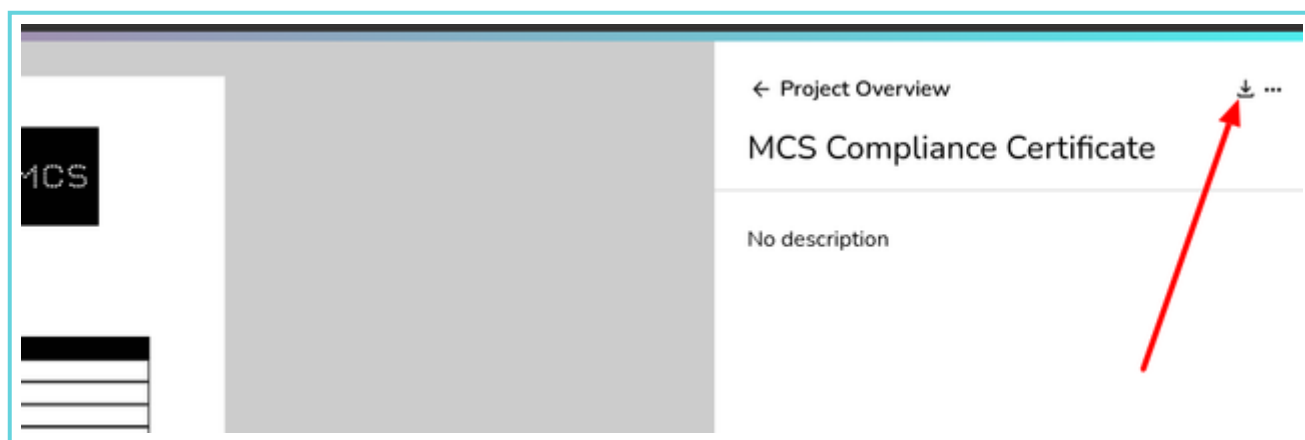 ← Project Overview
MCS Compliance Certificate
MCS
No description